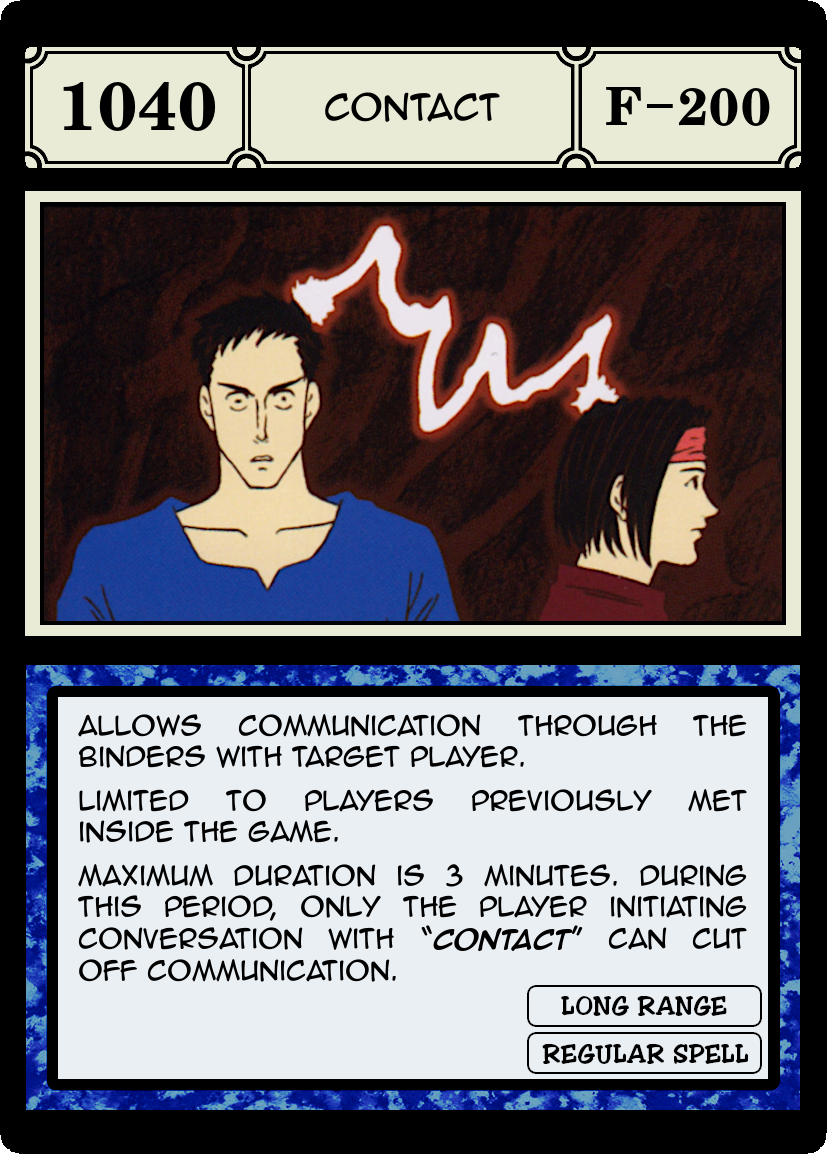 1040
CONTACT
F-200
ALLOWS COMMUNICATION THROUGH THE
BINDERS WITH TARGET PLAYER.
LIMITED TO PLAYERS PREVIOUSLY MET
INSIDE THE GAME.
MAXIMUM DURATION IS 3 MINUTES. DURING
THIS PERIOD, ONLY THE PLAYER INITIATING
CONVERSATION WITH “CONTACT” CAN CUT
OFF COMMUNICATION.
LONG RANGE
REGULAR SPELL